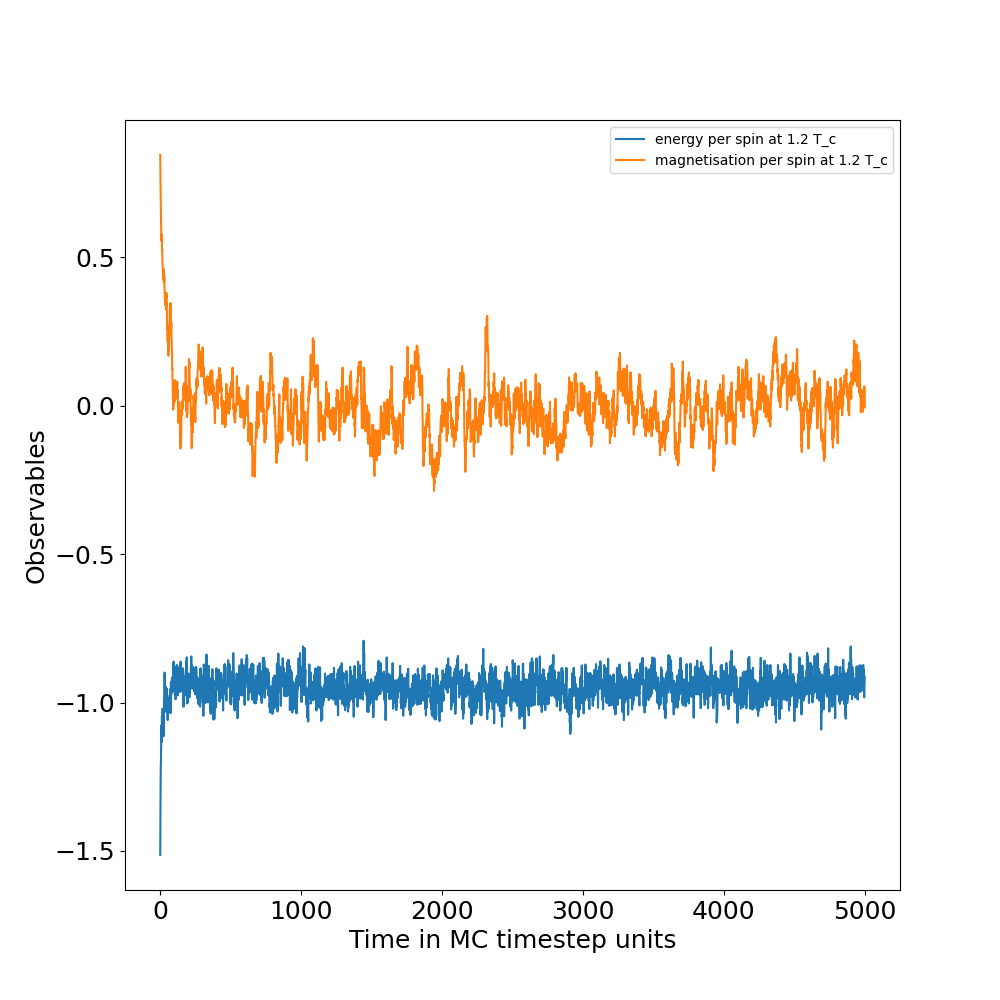 energy per spin at 1.2 T_c
magnetisation per spin at 1.2 T_c
0.5
0.0
−0.5
−1.0
−1.5
Observables
0 1000 2000 3000 4000 5000
Time in MC timestep units